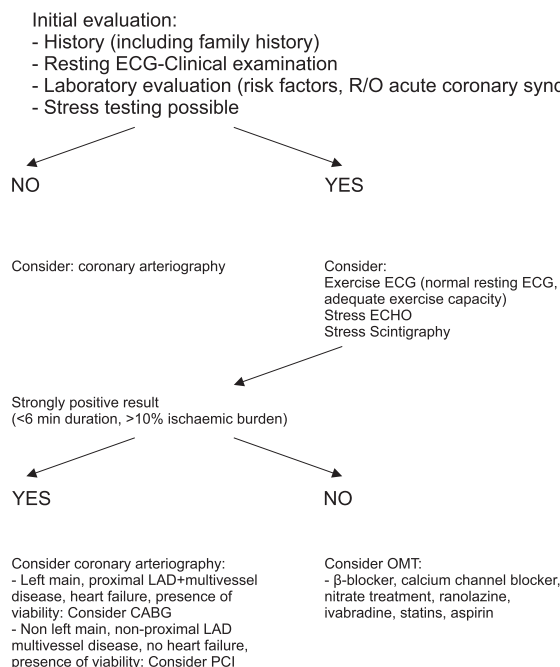 Initial evaluation:
- History (including family history)
- Resting ECG-Clinical examination
- Laboratory evaluation (risk factors, R/O acute coronary
- Stress testing possible
NO
YES
Consider: coronary arteriography
Consider:
Exercise ECG (normal resting ECG,
adequate exercise capacity)
Stress ECHO
Stress Scintigraphy
Strongly positive result
(<6 min duration, >10% ischaemic burden)
YES
NO
Consider coronary arteriography:
- Left main, proximal LAD+multivessel
disease, heart failure, presence of
viability: Consider CABG
- Non left main, non-proximal LAD
multivessel disease, no heart failure,
presence of viability: Consider PCI
Consider OMT:
- β-blocker, calcium channel blocker,
nitrate treatment, ranolazine,
ivabradine, statins, aspirin